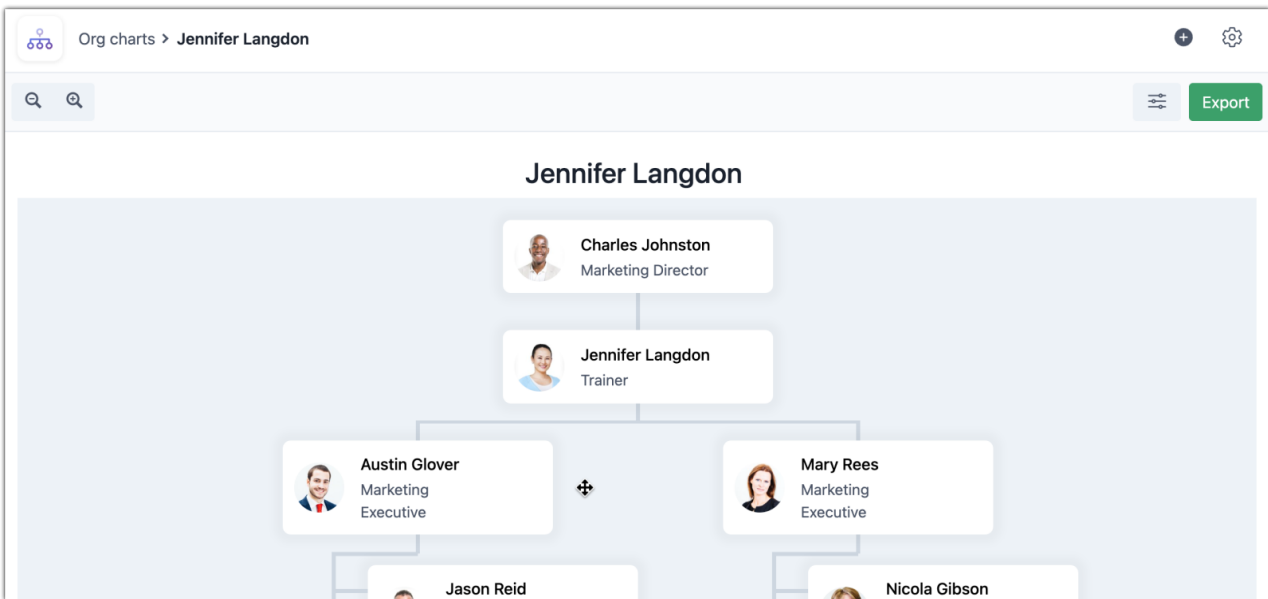 Org charts > Jennifer Langdon
Export
Jennifer Langdon
Charles Johnston
Marketing Director
Jennifer Langdon
Trainer
Austin Glover
Marketing
Executive
Mary Rees
Marketing
Executive
Jason Reid
Nicola Gibson